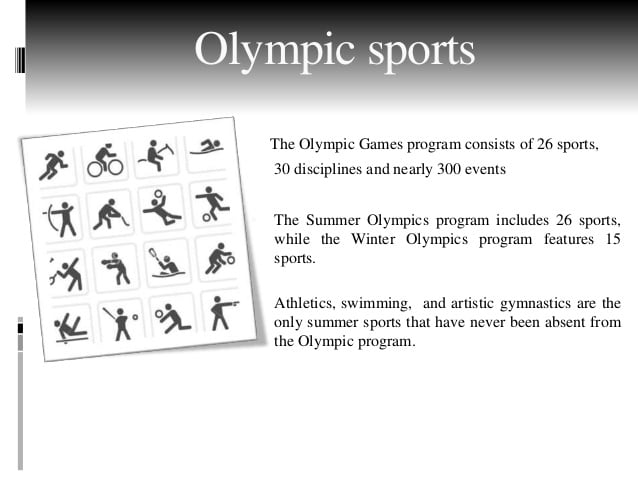 Olympic sports
The Olympic Games program consists of 26 sports,
30 disciplines and nearly 300 events
The Summer Olympics program includes 26 sports,
while the Winter Olympics program features 15
sports.
Athletics, swimming, and artistic gymnastics are the
only summer sports that have never been absent from
the Olympic program.